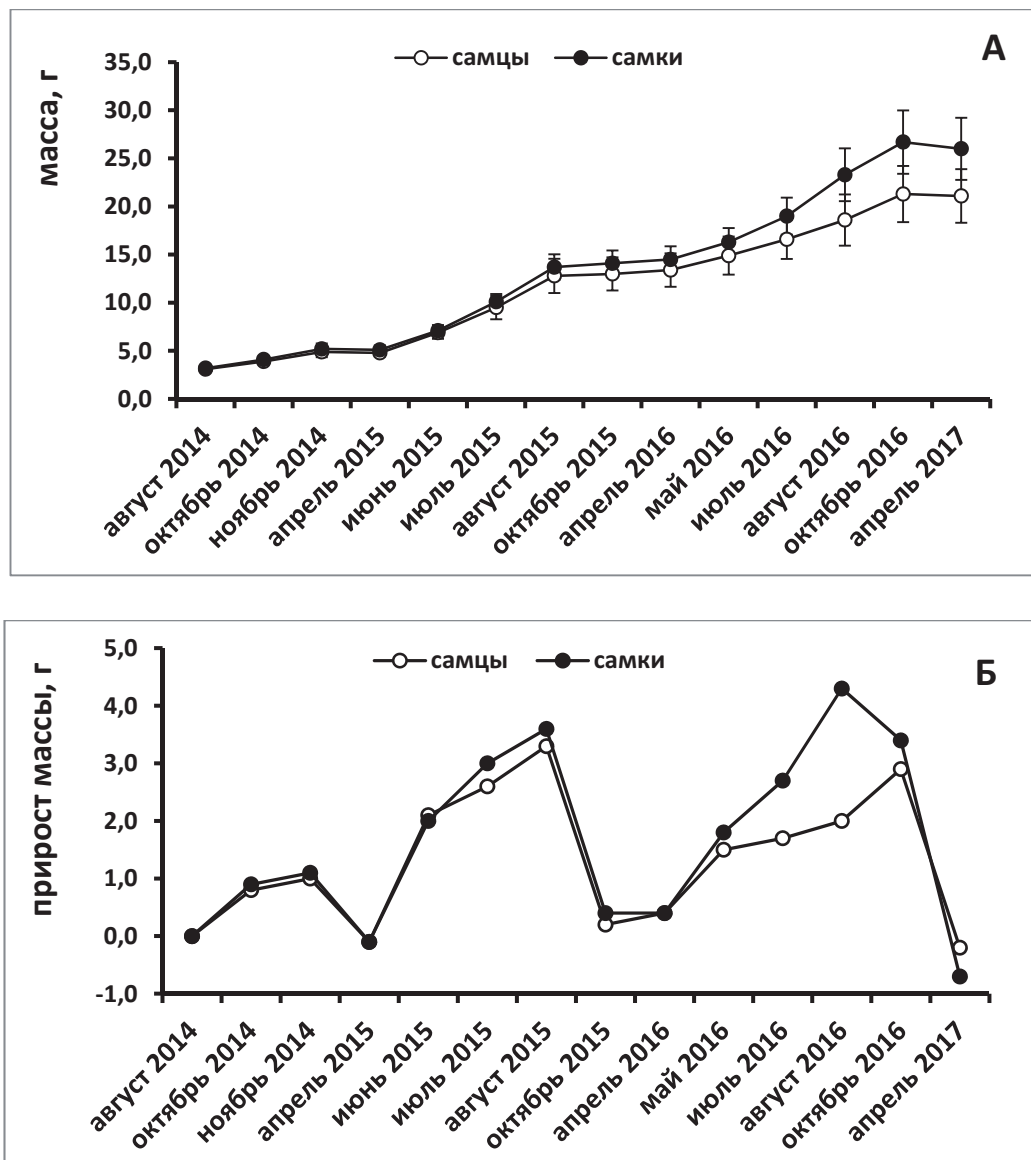 А
самцы самки
масса, г
35,0
30,0
25,0
20,0
15,0
10,0
5,0
0,0
август 2014
октябрь 2014
ноябрь 2014
апрель 2015
июнь 2015
июль 2015
август 2015
октябрь 2015
апрель 2016
май 2016
июль 2016
август 2016
октябрь 2016
апрель 2017
Б
самцы самки
прирост массы, г
5,0
4,0
3,0
2,0
1,0
0,0
-1,0
август 2014
октябрь 2014
ноябрь 2014
апрель 2015
июнь 2015
июль 2015
август 2015
октябрь 2015
апрель 2016
май 2016
июль 2016
август 2016
октябрь 2016
апрель 2017